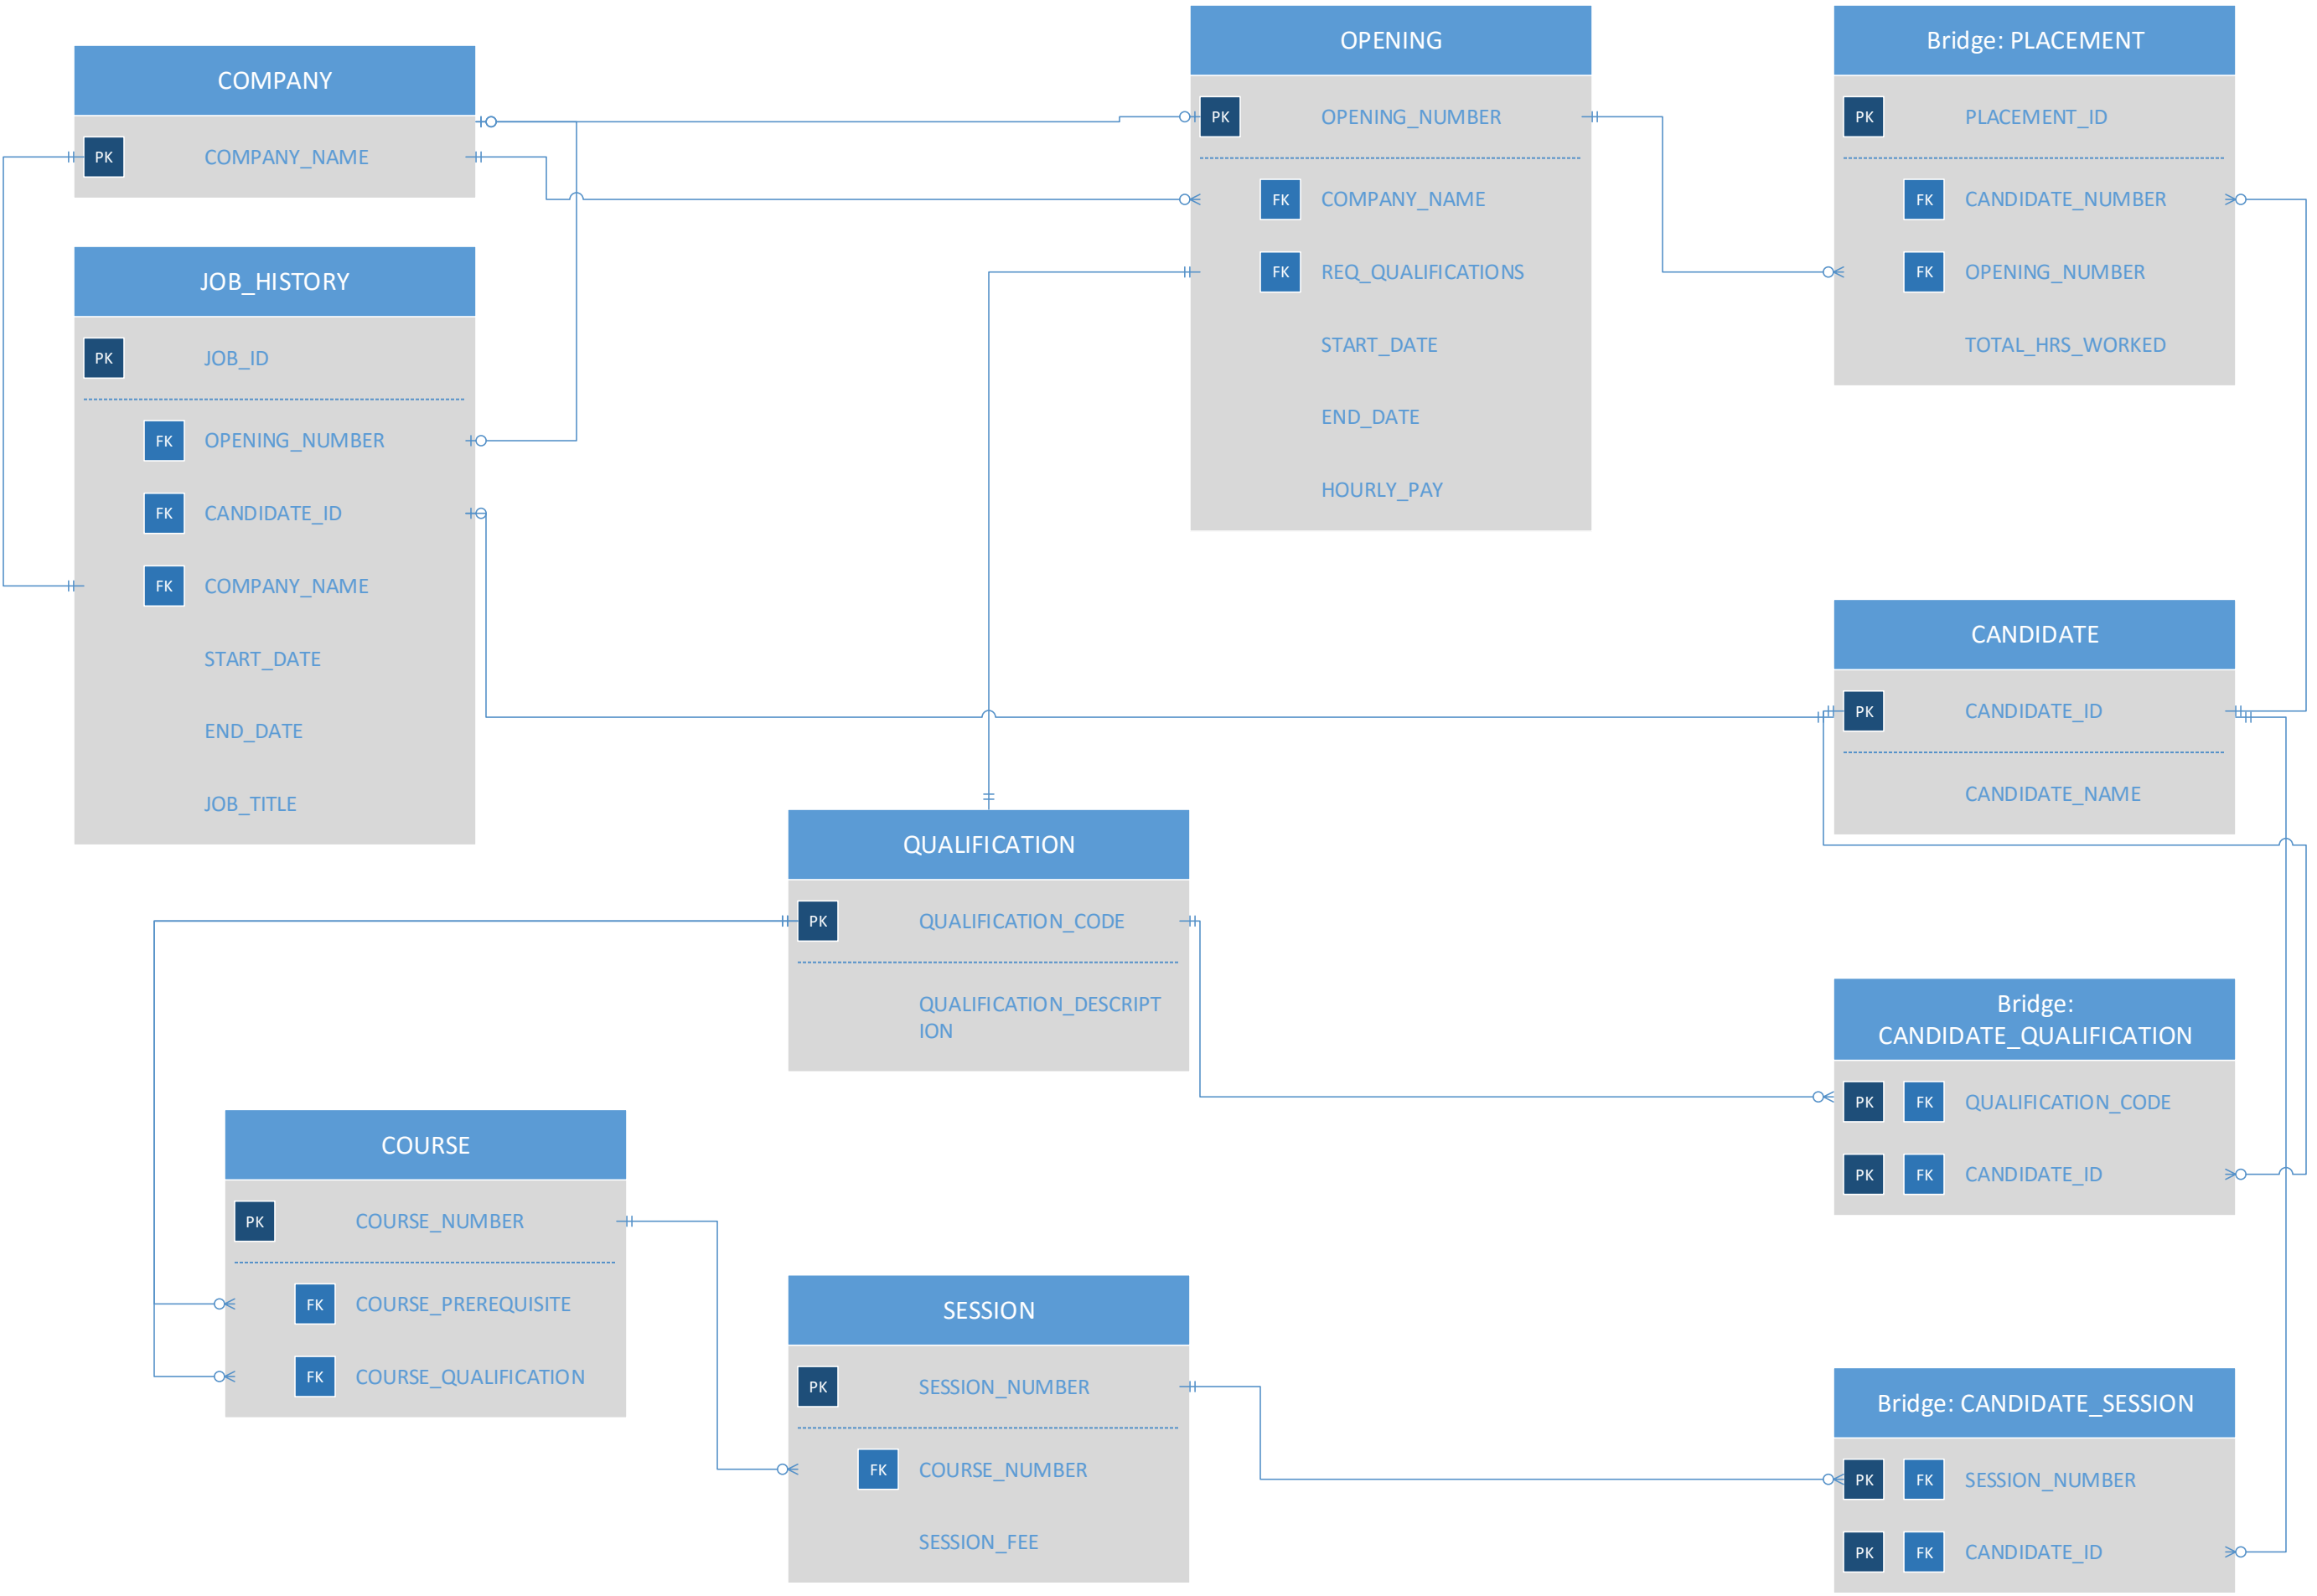 COMPANY
PK COMPANY_NAME
JOB_HISTORY
PK JOB_ID
FK OPENING_NUMBER
FK CANDIDATE_ID
FK COMPANY_NAME
START_DATE
END_DATE
JOB_TITLE
OPENING
PK OPENING_NUMBER
FK COMPANY_NAME
FK REQ_QUALIFICATIONS
START_DATE
END_DATE
HOURLY_PAY
Bridge: PLACEMENT
PK PLACEMENT_ID
FK CANDIDATE_NUMBER
FK OPENING_NUMBER
TOTAL_HRS_WORKED
CANDIDATE
PK CANDIDATE_ID
CANDIDATE_NAME
QUALIFICATION
PK QUALIFICATION_CODE
QUALIFICATION_DESCRIPT
ION
Bridge:
CANDIDATE_QUALIFICATION
PK FK QUALIFICATION_CODE
PK FK CANDIDATE_ID
COURSE
PK COURSE_NUMBER
FK COURSE_PREREQUISITE
FK COURSE_QUALIFICATION
SESSION
PK SESSION_NUMBER
FK COURSE_NUMBER
SESSION_FEE
Bridge: CANDIDATE_SESSION
PK FK SESSION_NUMBER
PK FK CANDIDATE_ID